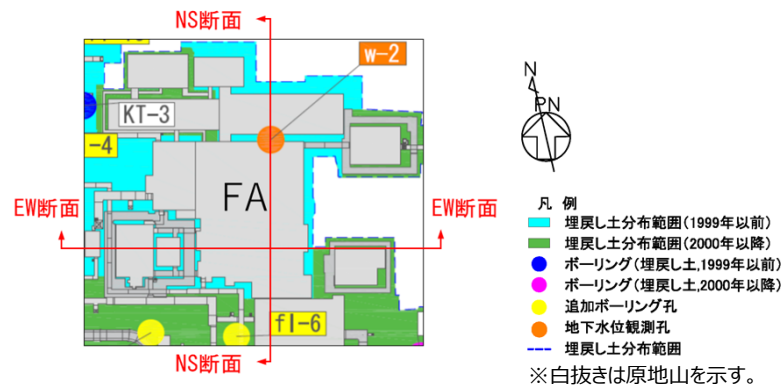 NS断面
w-2
KT-3
-4
FA
EW断面
EW断面
fl-6
NS断面
N
PN
凡 例
埋戻し土分布範囲(1999年以前)
埋戻し土分布範囲(2000年以降)
ボーリング(埋戻し土,1999年以前)
ボーリング(埋戻し土,2000年以降)
追加ボーリング孔
地下水位観測孔
埋戻し土分布範囲
※白抜きは原地山を示す。